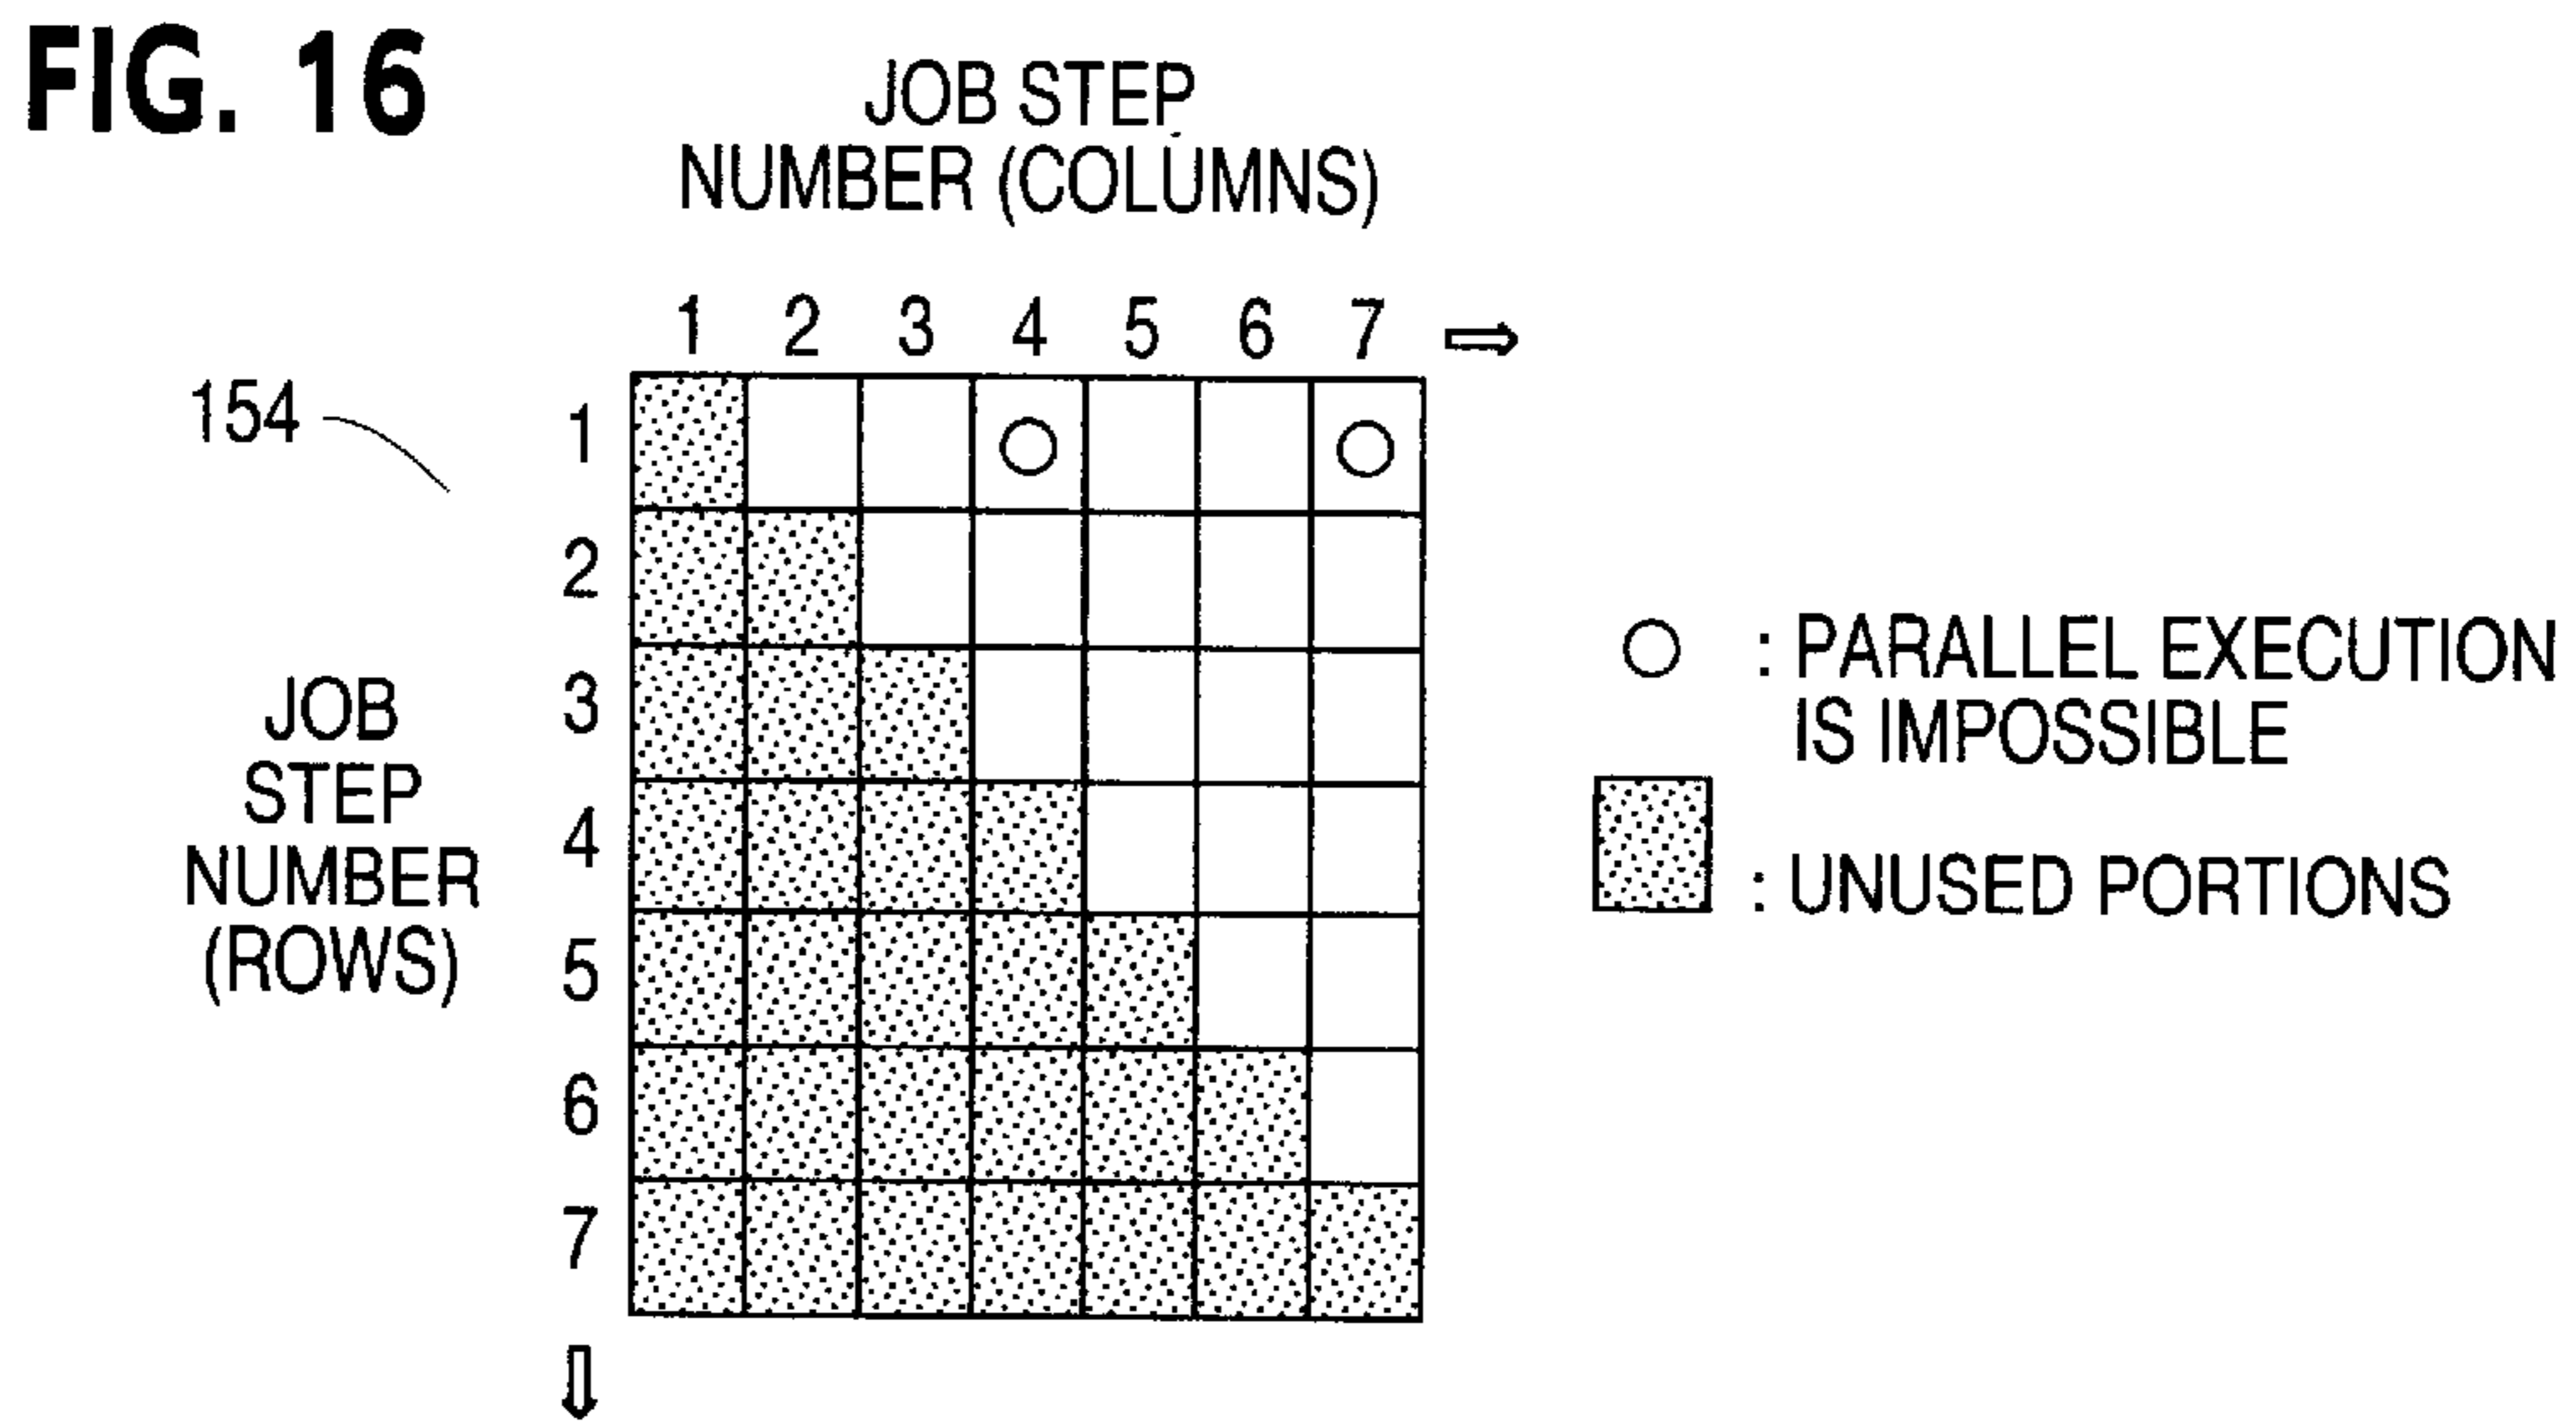 FIG. 16
JOB STEP
NUMBER (COLUMNS)
1 2 3 4 5 6 7 ⇨
154
1
2
3
4
5
6
7
⇩
JOB
STEP
NUMBER
(ROWS)
○ : PARALLEL EXECUTION
IS IMPOSSIBLE
: UNUSED PORTIONS